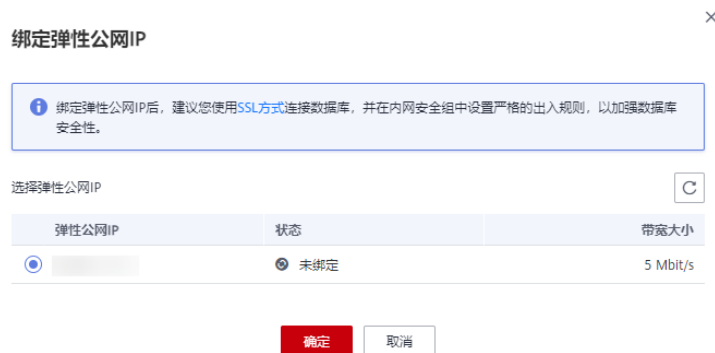 绑定弹性公网IP
绑定弹性公网IP后，建议您使用SSL方式连接数据库，并在内网安全组中设置严格的出入规则，以加强数据库
安全性。
选择弹性公网IP
弹性公网IP 状态 带宽大小
未绑定 5 Mbit/s
确定 取消